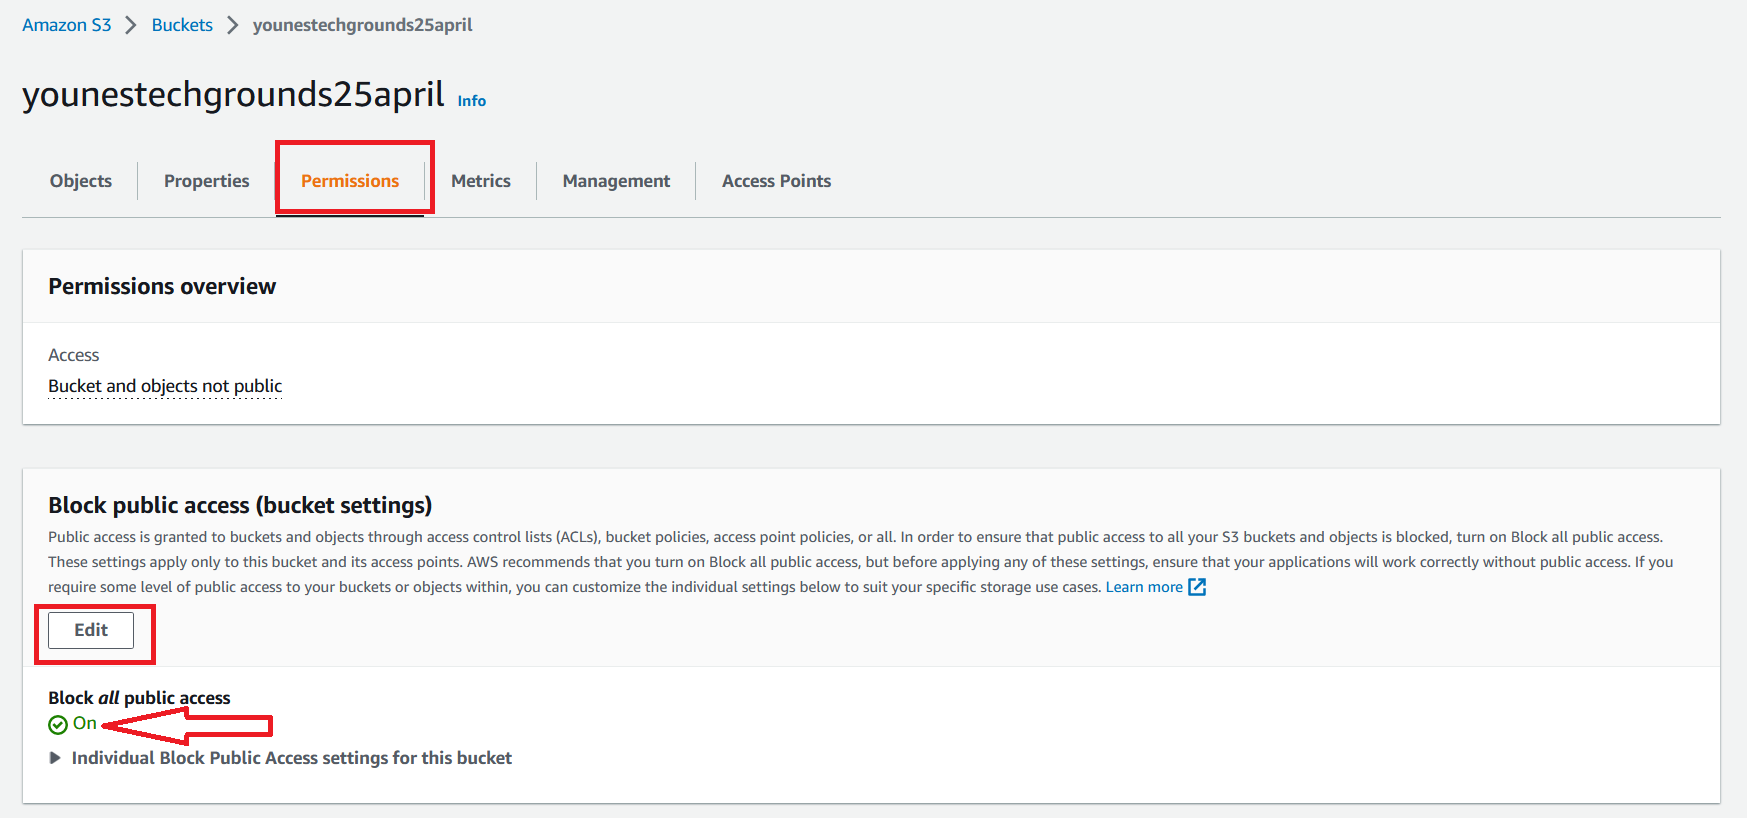 Amazon S3 > Buckets > younestechgrounds25april
younestechgrounds25april Info
Objects Properties Permissions Metrics Management Access Points
Permissions overview
Access
Bucket and objects not public
Block public access (bucket settings)
Public access is granted to buckets and objects through access control lists (ACLs), bucket policies, access point policies, or all. In order to ensure that public access to all your S3 buckets and objects is blocked, turn on Block all public access.
These settings apply only to this bucket and its access points. AWS recommends that you turn on Block all public access, but before applying any of these settings, ensure that your applications will work correctly without public access. If you
require some level of public access to your buckets or objects within, you can customize the individual settings below to suit your specific storage use cases. Learn more
Edit
Block all public access
On
Individual Block Public Access settings for this bucket